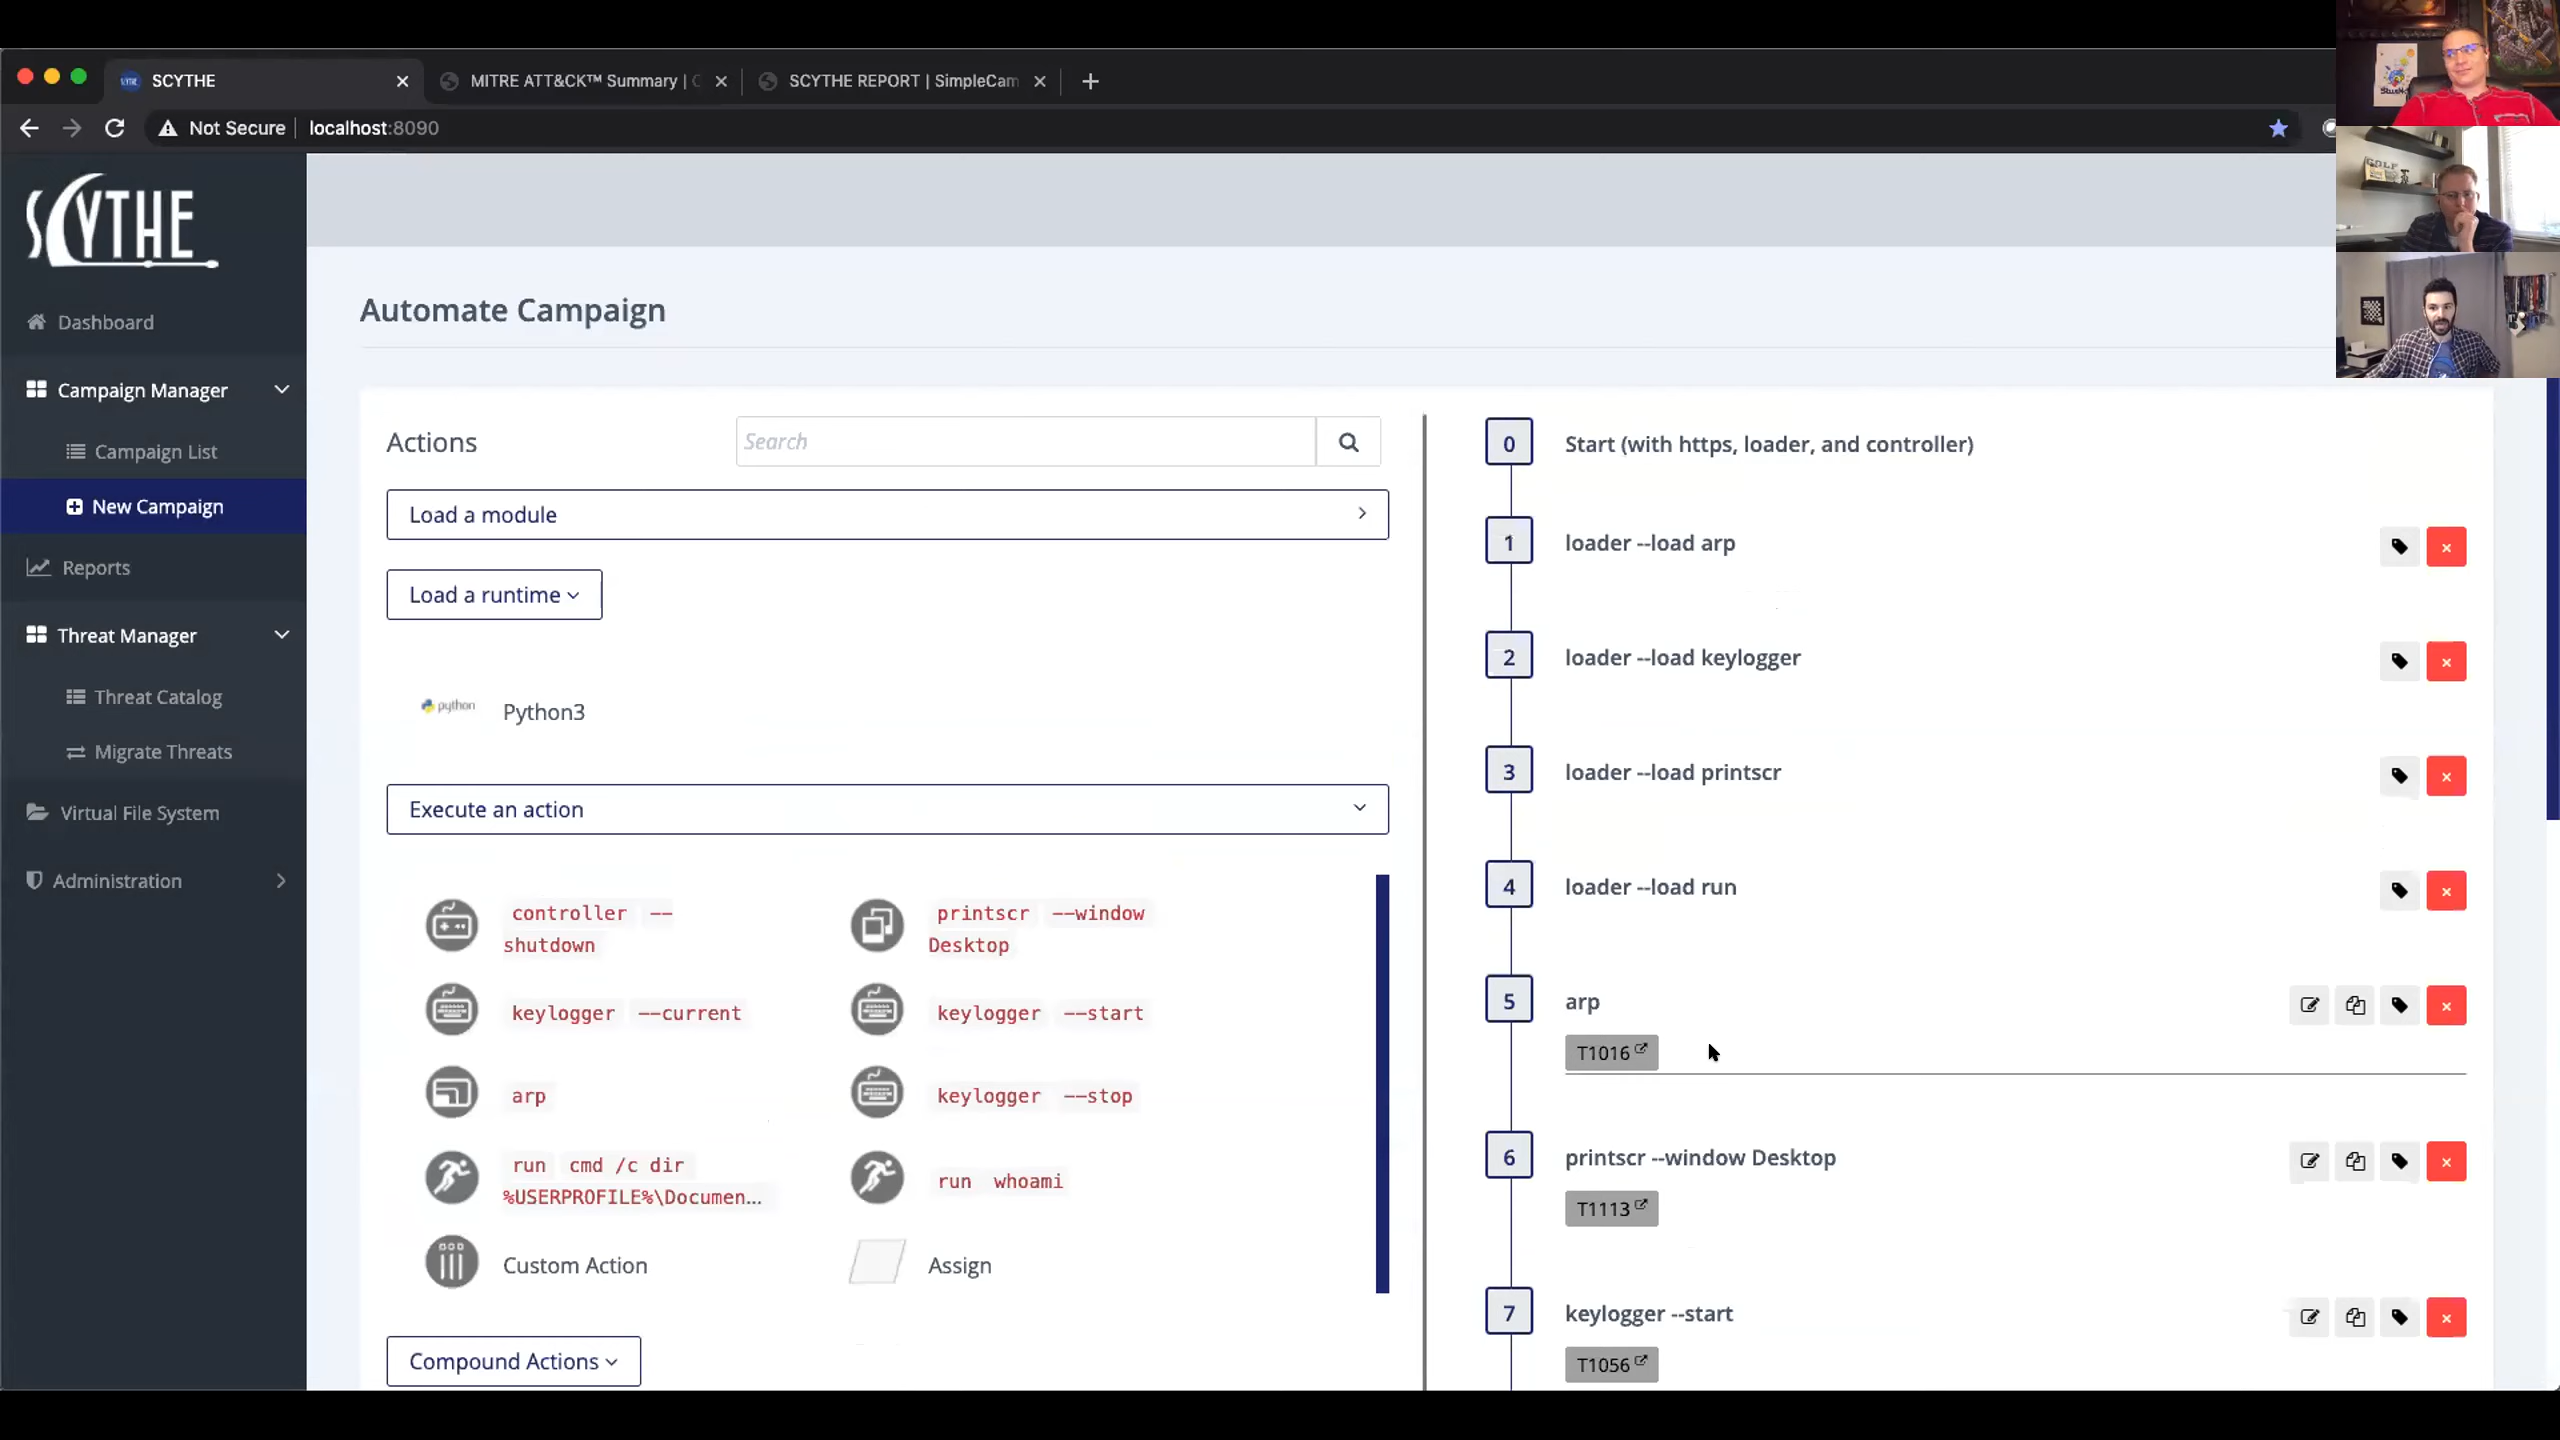 SCYTHE
MITRE ATT&CK™ Summary |
SCYTHE REPORT | SimpleCam
Not Secure
localhost:8090
SCYTHE
Dashboard
Campaign Manager
Campaign List
New Campaign
Reports
Threat Manager
Threat Catalog
Migrate Threats
Virtual File System
Administration
Automate Campaign
Actions
Search
Load a module
Load a runtime
python
Python3
Execute an action
controller --
shutdown
printscr --window
Desktop
keylogger --current
keylogger --start
arp
keylogger --stop
run cmd /c dir
%USERPROFILE%\Documen...
run whoami
Custom Action
Assign
Compound Actions
0
Start (with https, loader, and controller)
1
loader --load arp
2
loader --load keylogger
3
loader --load printscr
4
loader --load run
5
arp
T1016
6
printscr --window Desktop
T1113
7
keylogger --start
T1056
GOLF